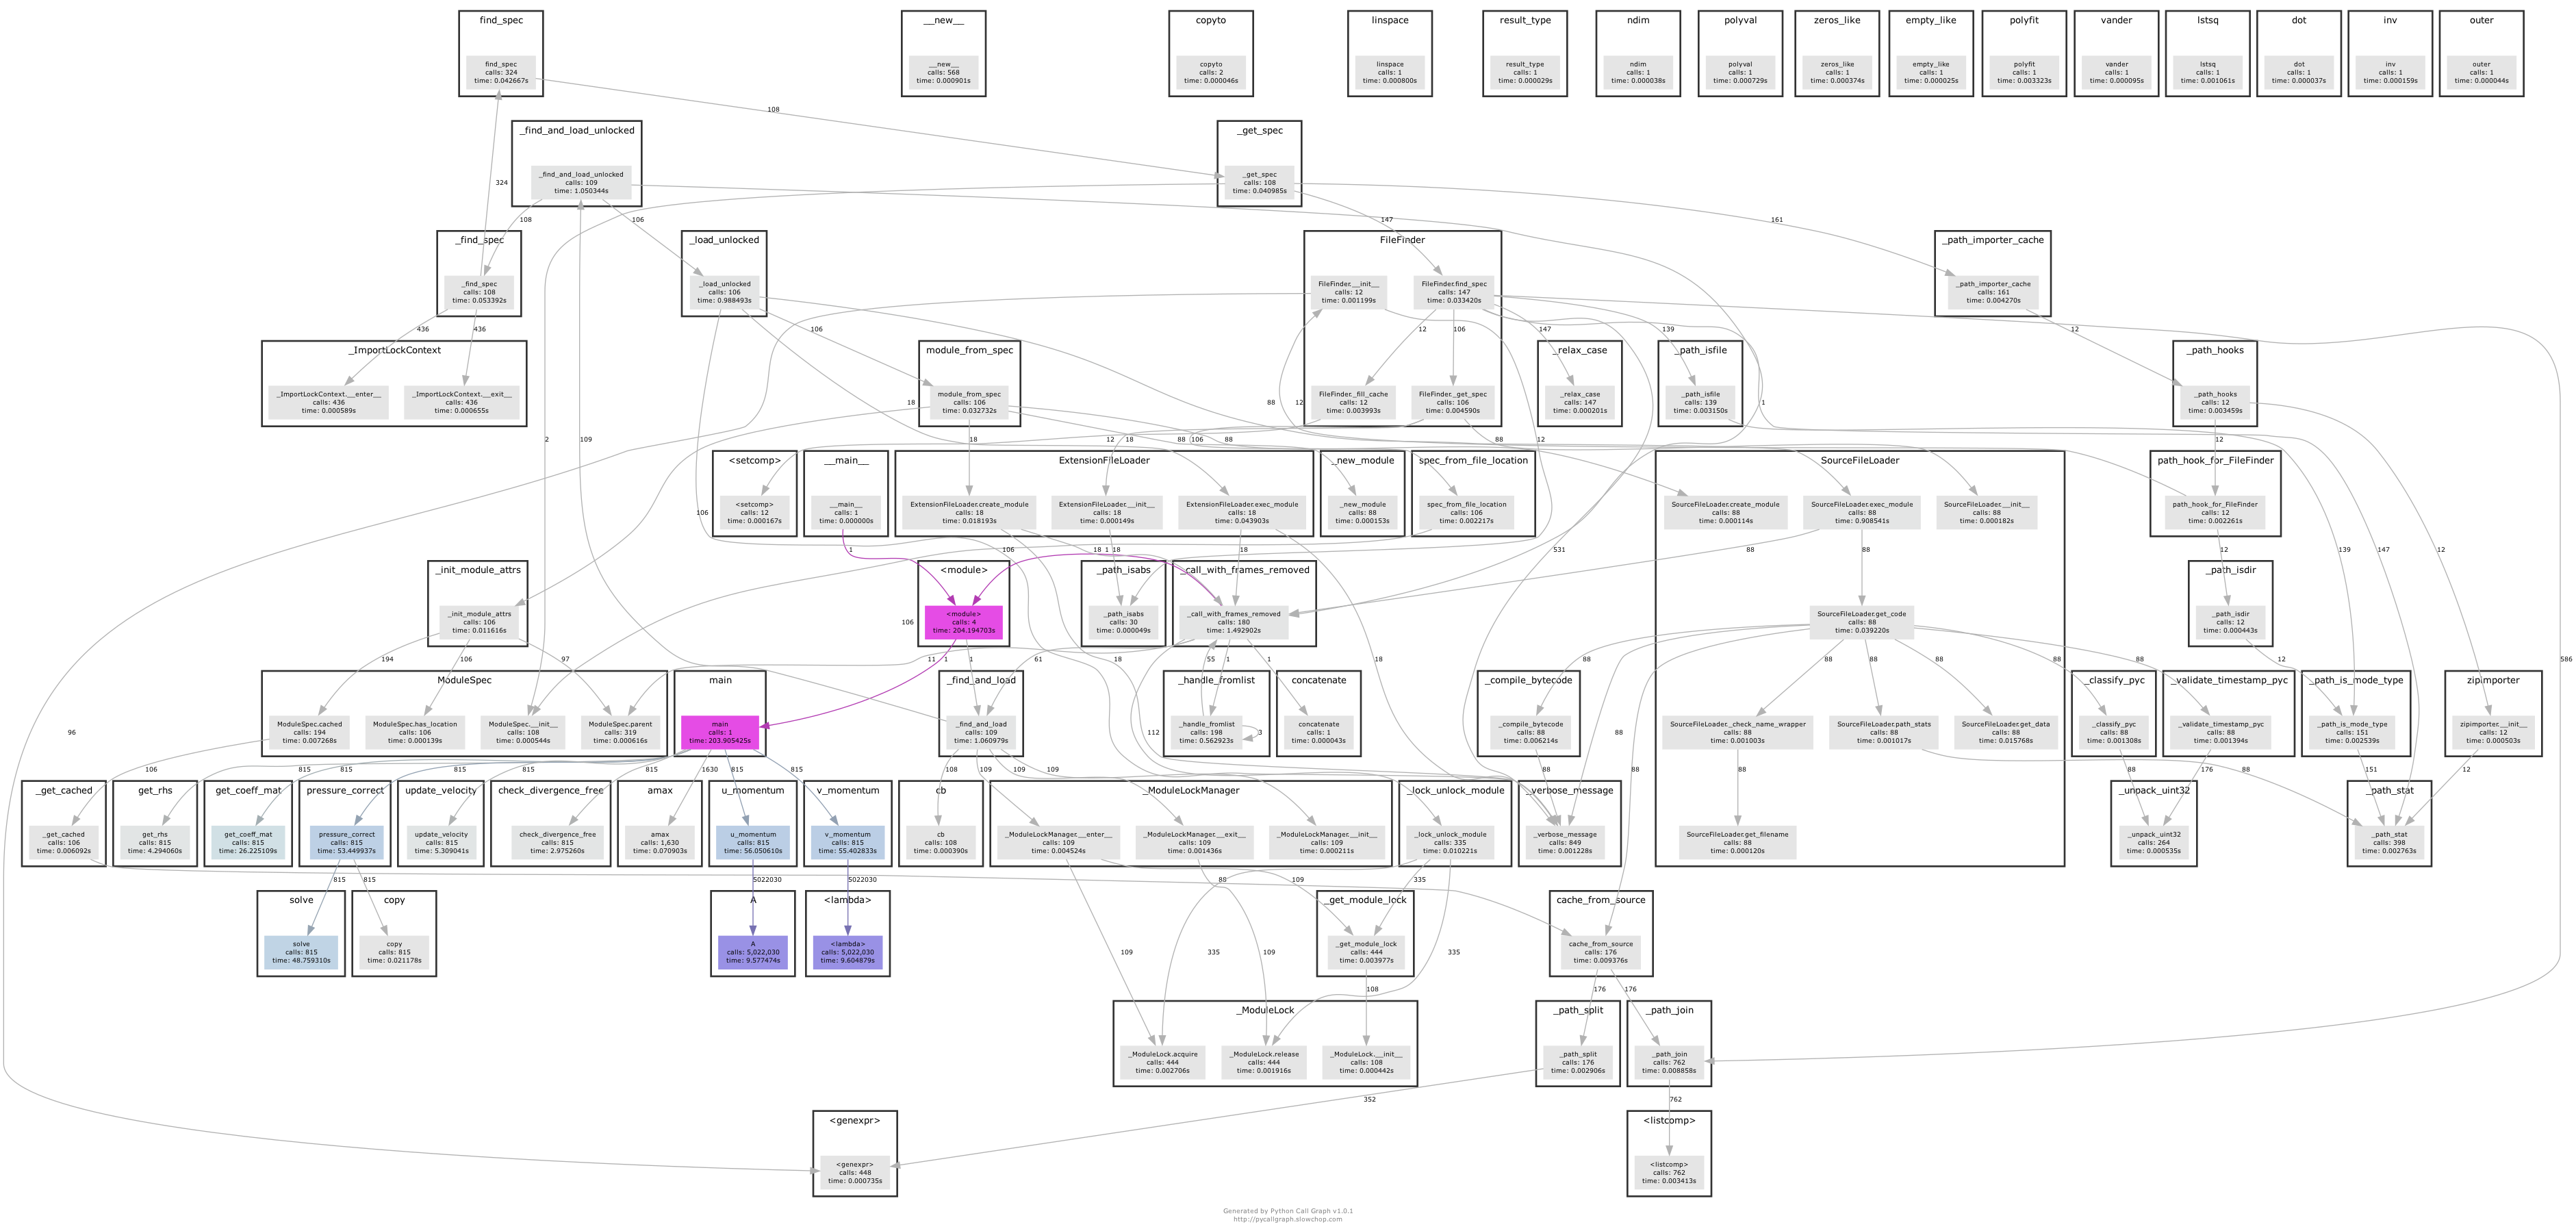 find_spec
find_spec
calls: 324
time: 0.042667s
__new__
__new__
calls: 568
time: 0.000901s
copyto
copyto
calls: 2
time: 0.000046s
linspace
linspace
calls: 1
time: 0.000800s
result_type
result_type
calls: 1
time: 0.000029s
ndim
ndim
calls: 1
time: 0.000038s
polyval
polyval
calls: 1
time: 0.000729s
zeros_like
zeros_like
calls: 1
time: 0.000374s
empty_like
empty_like
calls: 1
time: 0.000025s
polyfit
polyfit
calls: 1
time: 0.003323s
vander
vander
calls: 1
time: 0.000095s
lstsq
lstsq
calls: 1
time: 0.001061s
dot
dot
calls: 1
time: 0.000037s
inv
inv
calls: 1
time: 0.000159s
outer
outer
calls: 1
time: 0.000044s
108
324
_find_and_load_unlocked
_find_and_load_unlocked
calls: 109
time: 1.050344s
_get_spec
_get_spec
calls: 108
time: 0.040985s
108
106
147
161
_find_spec
_find_spec
calls: 108
time: 0.053392s
_load_unlocked
_load_unlocked
calls: 106
time: 0.988493s
FileFinder
FileFinder.__init__
calls: 12
time: 0.001199s
FileFinder.find_spec
calls: 147
time: 0.033420s
FileFinder._fill_cache
calls: 12
time: 0.003993s
FileFinder._get_spec
calls: 106
time: 0.004590s
_path_importer_cache
_path_importer_cache
calls: 161
time: 0.004270s
436
436
106
12
106
147
139
12
_ImportLockContext
_ImportLockContext.__enter__
calls: 436
time: 0.000589s
_ImportLockContext.__exit__
calls: 436
time: 0.000655s
module_from_spec
module_from_spec
calls: 106
time: 0.032732s
_relax_case
_relax_case
calls: 147
time: 0.000201s
_path_isfile
_path_isfile
calls: 139
time: 0.003150s
_path_hooks
_path_hooks
calls: 12
time: 0.003459s
586
18
88
12
1
2
109
18
12
18
106
88
88
12
88
12
<setcomp>
<setcomp>
calls: 12
time: 0.000167s
__main__
__main__
calls: 1
time: 0.000000s
ExtensionFileLoader
ExtensionFileLoader.create_module
calls: 18
time: 0.018193s
ExtensionFileLoader.__init__
calls: 18
time: 0.000149s
ExtensionFileLoader.exec_module
calls: 18
time: 0.043903s
_new_module
_new_module
calls: 88
time: 0.000153s
spec_from_file_location
spec_from_file_location
calls: 106
time: 0.002217s
SourceFileLoader
SourceFileLoader.create_module
calls: 88
time: 0.000114s
SourceFileLoader.exec_module
calls: 88
time: 0.908541s
SourceFileLoader.__init__
calls: 88
time: 0.000182s
SourceFileLoader.get_code
calls: 88
time: 0.039220s
SourceFileLoader._check_name_wrapper
calls: 88
time: 0.001003s
SourceFileLoader.path_stats
calls: 88
time: 0.001017s
SourceFileLoader.get_data
calls: 88
time: 0.015768s
SourceFileLoader.get_filename
calls: 88
time: 0.000120s
path_hook_for_FileFinder
path_hook_for_FileFinder
calls: 12
time: 0.002261s
106
1
106
18
1
18
18
531
88
88
12
139
147
12
_init_module_attrs
_init_module_attrs
calls: 106
time: 0.011616s
<module>
<module>
calls: 4
time: 204.194703s
_path_isabs
_path_isabs
calls: 30
time: 0.000049s
_call_with_frames_removed
_call_with_frames_removed
calls: 180
time: 1.492902s
_path_isdir
_path_isdir
calls: 12
time: 0.000443s
106
194
106
97
11
1
1
61
18
55
1
1
18
88
88
88
88
88
88
12
ModuleSpec
ModuleSpec.cached
calls: 194
time: 0.007268s
ModuleSpec.has_location
calls: 106
time: 0.000139s
ModuleSpec.__init__
calls: 108
time: 0.000544s
ModuleSpec.parent
calls: 319
time: 0.000616s
main
main
calls: 1
time: 203.905425s
_find_and_load
_find_and_load
calls: 109
time: 1.060979s
_handle_fromlist
_handle_fromlist
calls: 198
time: 0.562923s
3
concatenate
concatenate
calls: 1
time: 0.000043s
_compile_bytecode
_compile_bytecode
calls: 88
time: 0.006214s
_classify_pyc
_classify_pyc
calls: 88
time: 0.001308s
_validate_timestamp_pyc
_validate_timestamp_pyc
calls: 88
time: 0.001394s
_path_is_mode_type
_path_is_mode_type
calls: 151
time: 0.002539s
zipimporter
zipimporter.__init__
calls: 12
time: 0.000503s
96
106
815
815
815
815
815
1630
815
815
108
109
109
109
112
88
88
88
88
88
176
88
151
12
_get_cached
_get_cached
calls: 106
time: 0.006092s
get_rhs
get_rhs
calls: 815
time: 4.294060s
get_coeff_mat
get_coeff_mat
calls: 815
time: 26.225109s
pressure_correct
pressure_correct
calls: 815
time: 53.449937s
update_velocity
update_velocity
calls: 815
time: 5.309041s
check_divergence_free
check_divergence_free
calls: 815
time: 2.975260s
amax
amax
calls: 1,630
time: 0.070903s
u_momentum
u_momentum
calls: 815
time: 56.050610s
v_momentum
v_momentum
calls: 815
time: 55.402833s
cb
cb
calls: 108
time: 0.000390s
_ModuleLockManager
_ModuleLockManager.__enter__
calls: 109
time: 0.004524s
_ModuleLockManager.__exit__
calls: 109
time: 0.001436s
_ModuleLockManager.__init__
calls: 109
time: 0.000211s
_lock_unlock_module
_lock_unlock_module
calls: 335
time: 0.010221s
_verbose_message
_verbose_message
calls: 849
time: 0.001228s
_unpack_uint32
_unpack_uint32
calls: 264
time: 0.000535s
_path_stat
_path_stat
calls: 398
time: 0.002763s
815
815
5022030
5022030
88
109
335
solve
solve
calls: 815
time: 48.759310s
copy
copy
calls: 815
time: 0.021178s
A
A
calls: 5,022,030
time: 9.577474s
<lambda>
<lambda>
calls: 5,022,030
time: 9.604879s
_get_module_lock
_get_module_lock
calls: 444
time: 0.003977s
cache_from_source
cache_from_source
calls: 176
time: 0.009376s
109
335
109
335
108
176
176
_ModuleLock
_ModuleLock.acquire
calls: 444
time: 0.002706s
_ModuleLock.release
calls: 444
time: 0.001916s
_ModuleLock.__init__
calls: 108
time: 0.000442s
_path_split
_path_split
calls: 176
time: 0.002906s
_path_join
_path_join
calls: 762
time: 0.008858s
352
762
<genexpr>
<genexpr>
calls: 448
time: 0.000735s
<listcomp>
<listcomp>
calls: 762
time: 0.003413s
Generated by Python Call Graph v1.0.1
http://pycallgraph.slowchop.com